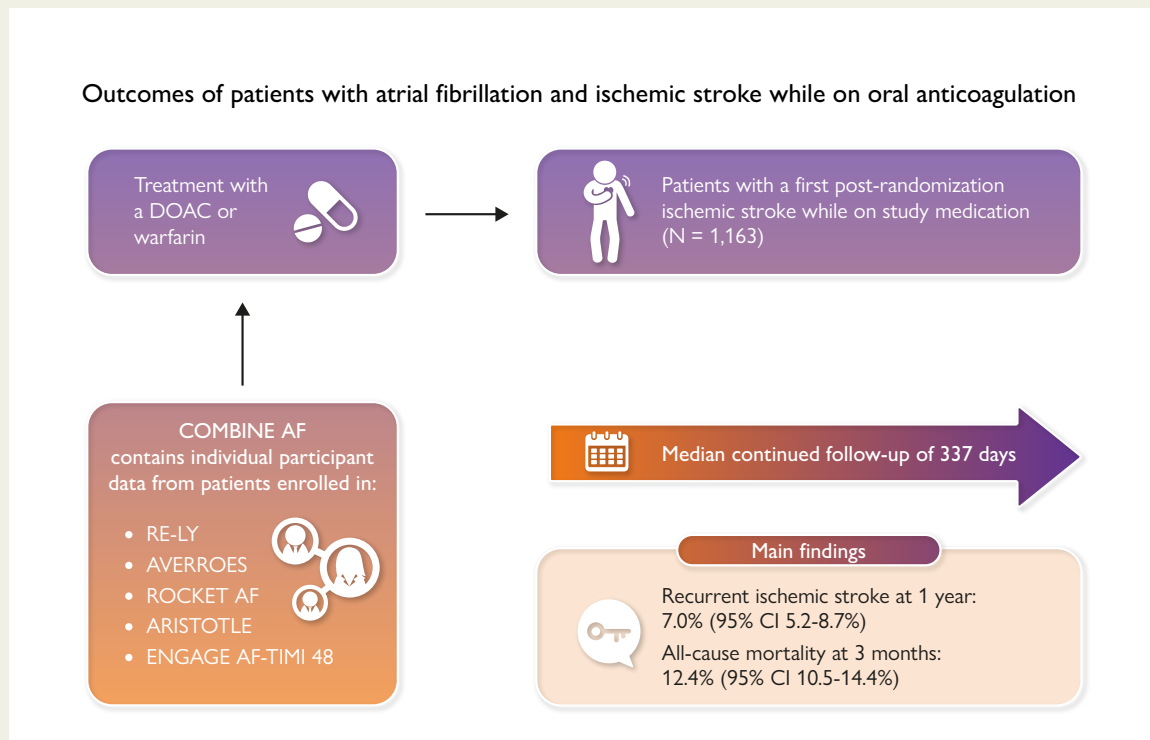 Outcomes of patients with atrial fibrillation and ischemic stroke while on oral anticoagulation
Treatment with
a DOAC or
warfarin
Patients with a first post-randomization
ischemic stroke while on study medication
(N = 1,163)
COMBINE AF
contains individual participant
data from patients enrolled in:
• RE-LY
• AVERROES
• ROCKET AF
• ARISTOTLE
• ENGAGE AF-TIMI 48
Median continued follow-up of 337 days
Main findings
Recurrent ischemic stroke at 1 year:
7.0% (95% CI 5.2-8.7%)
All-cause mortality at 3 months:
12.4% (95% CI 10.5-14.4%)